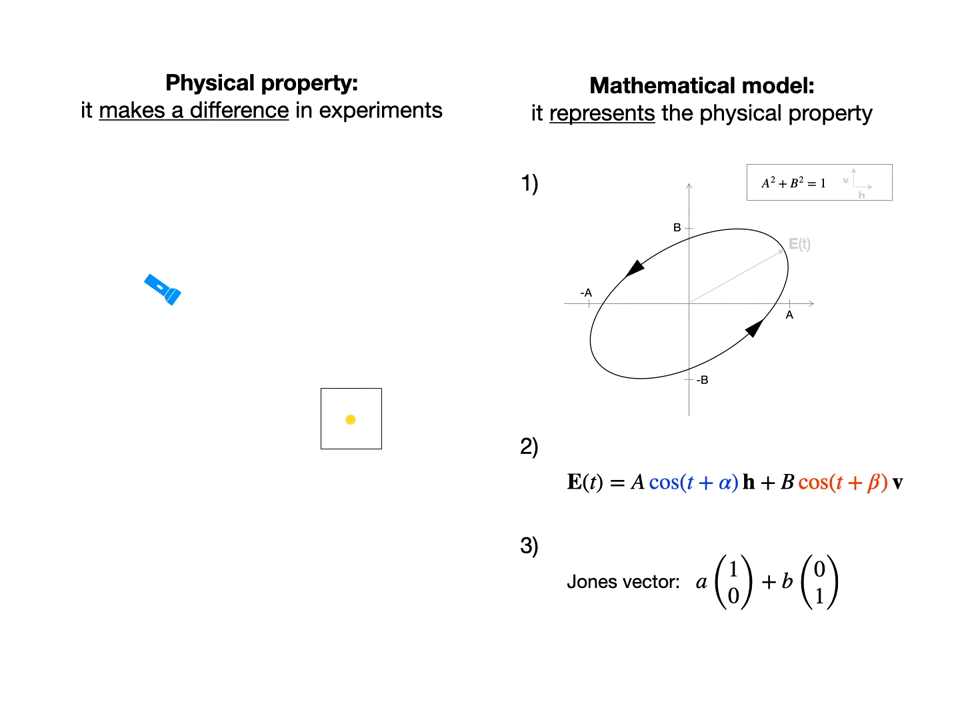 Physical property:
it makes a difference in experiments
Mathematical model:
it represents the physical property
1)
A² + B² = 1
v
h
B
E(t)
-A
A
-B
2)
E(t) = A cos(t + α) h + B cos(t + β) v
3)
Jones vector: a (1 0) + b (0 1)